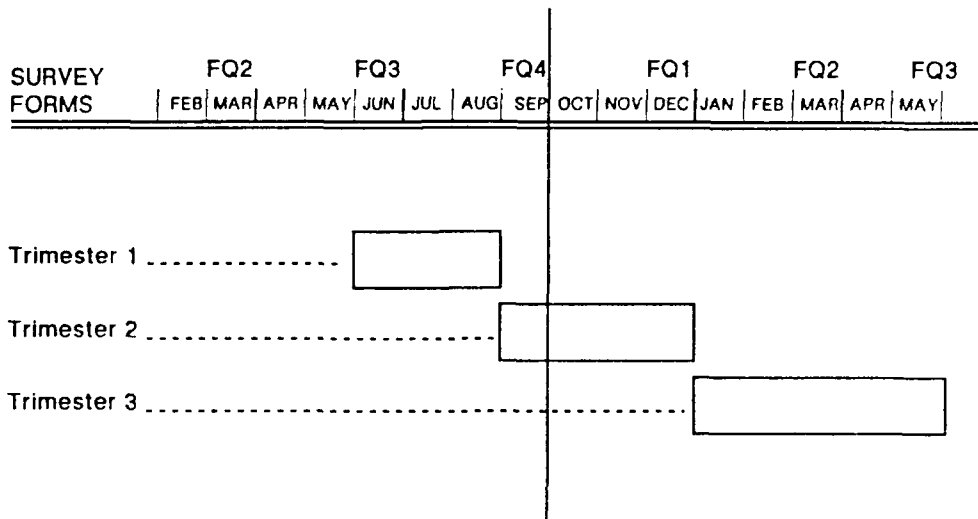 FQ2 FQ3 FQ4 FQ1 FQ2 FQ3
SURVEY
FORMS FEB MAR APR MAY JUN JUL AUG SEP OCT NOV DEC JAN FEB MAR APR MAY
Trimester 1
Trimester 2
Trimester 3